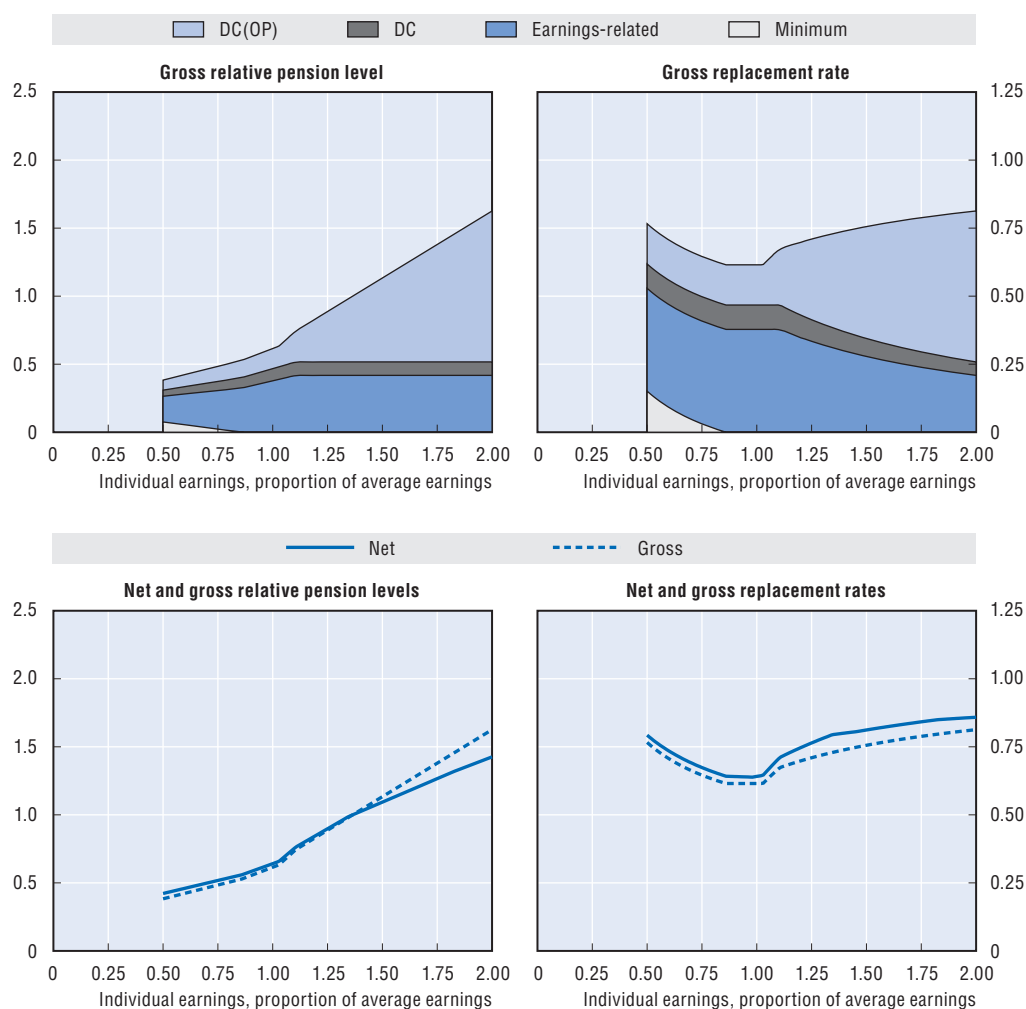 DC(OP) DC Earnings-related Minimum
Gross relative pension level Gross replacement rate
2.5 1.25
2.0 1.00
1.5 0.75
1.0 0.50
0.5 0.25
0 0
0 0.25 0.50 0.75 1.00 1.25 1.50 1.75 2.00 0 0.25 0.50 0.75 1.00 1.25 1.50 1.75 2.00
Individual earnings, proportion of average earnings Individual earnings, proportion of average earnings
Net Gross
Net and gross relative pension levels Net and gross replacement rates
2.5 1.25
2.0 1.00
1.5 0.75
1.0 0.50
0.5 0.25
0 0
0 0.25 0.50 0.75 1.00 1.25 1.50 1.75 2.00 0 0.25 0.50 0.75 1.00 1.25 1.50 1.75 2.00
Individual earnings, proportion of average earnings Individual earnings, proportion of average earnings